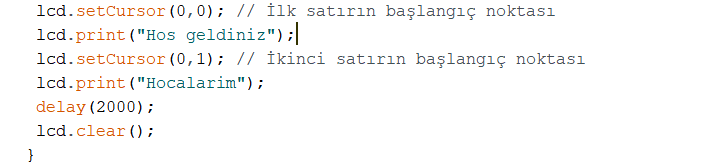 lcd.setCursor(0,0); // İlk satırın başlangıç noktası
lcd.print("Hos geldiniz");
lcd.setCursor(0,1); // İkinci satırın başlangıç noktası
lcd.print("Hocalarim");
delay(2000);
lcd.clear();
}